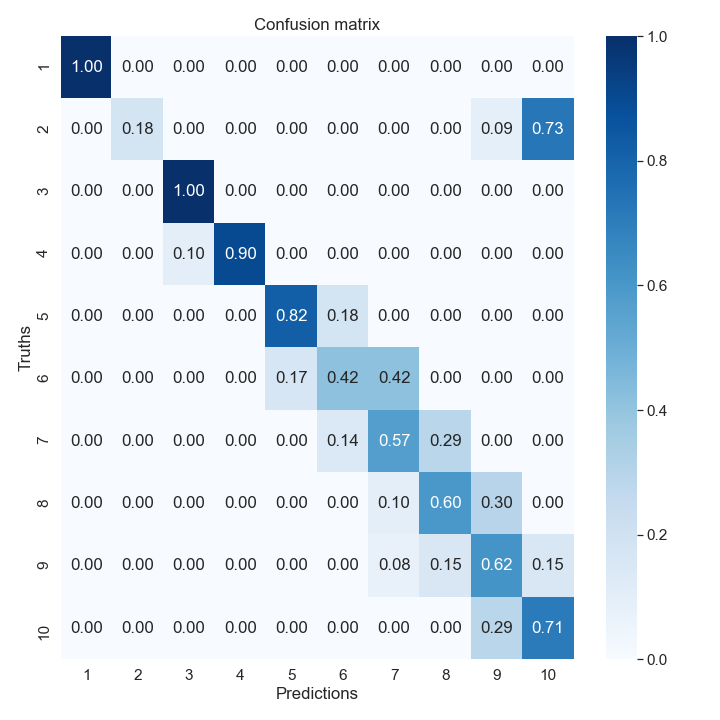 Confusion matrix
1 1.00 0.00 0.00 0.00 0.00 0.00 0.00 0.00 0.00 0.00
2 0.00 0.18 0.00 0.00 0.00 0.00 0.00 0.00 0.09 0.73
3 0.00 0.00 1.00 0.00 0.00 0.00 0.00 0.00 0.00 0.00
4 0.00 0.00 0.10 0.90 0.00 0.00 0.00 0.00 0.00 0.00
5 0.00 0.00 0.00 0.00 0.82 0.18 0.00 0.00 0.00 0.00
6 0.00 0.00 0.00 0.00 0.17 0.42 0.42 0.00 0.00 0.00
7 0.00 0.00 0.00 0.00 0.00 0.14 0.57 0.29 0.00 0.00
8 0.00 0.00 0.00 0.00 0.00 0.00 0.10 0.60 0.30 0.00
9 0.00 0.00 0.00 0.00 0.00 0.00 0.08 0.15 0.62 0.15
10 0.00 0.00 0.00 0.00 0.00 0.00 0.00 0.00 0.29 0.71
1 2 3 4 5 6 7 8 9 10
Predictions
Truths
1.0
0.8
0.6
0.4
0.2
0.0